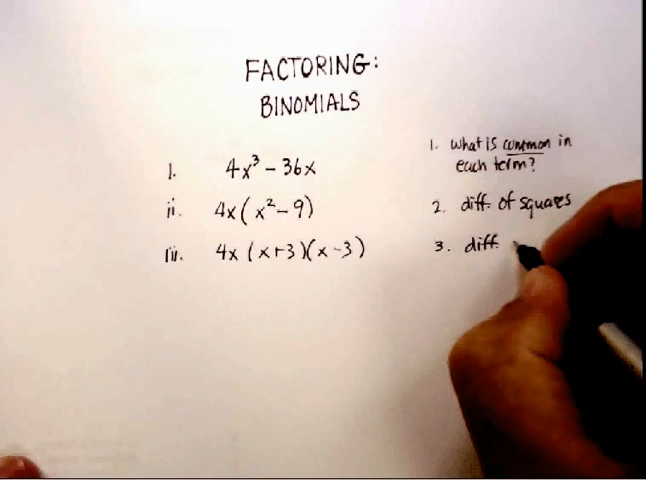 FACTORING:
BINOMIALS
i. 4x³ - 36x
ii. 4x(x² - 9)
iii. 4x (x+3)(x-3)
1. What is common in
each term?
2. diff. of squares
3. diff.